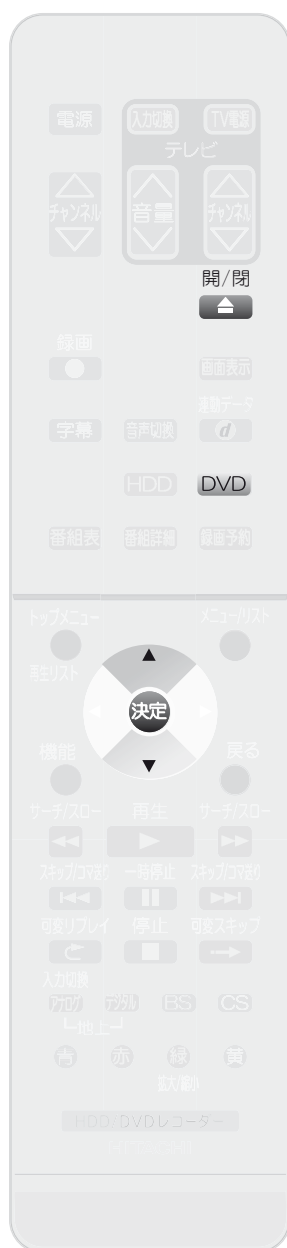 電源 入力切換 TV電源
テレビ
チャンネル 音量 チャンネル
開/閉
録画
画面表示
連動データ
字幕 音声切換 d
HDD DVD
番組表 番組詳細 録画予約
トップメニュー メニュー/リスト
再生リスト
決定
機能 戻る
サーチ/スロー 再生 サーチ/スロー
スキップ/コマ送り 一時停止 スキップ/コマ送り
可変リプレイ 停止 可変スキップ
入力切換
アナログ デジタル BS CS
地上
青 赤 緑 黄
拡大/縮小
HDD/DVDレコーダー